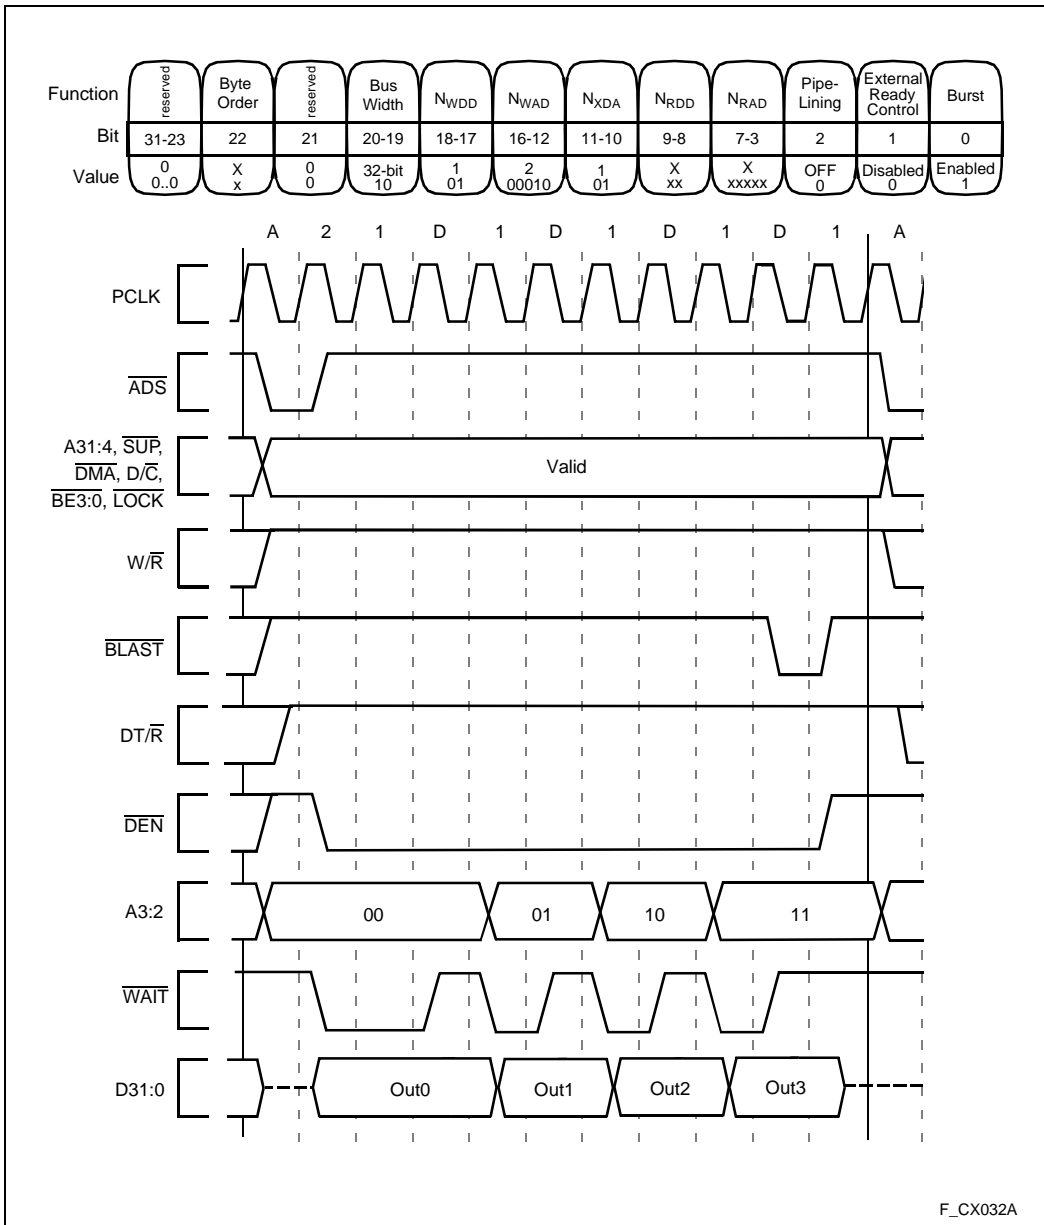 Function reserved Byte Order reserved Bus Width NWDD NWAD NXDA NRDD NRAD Pipe-Lining External Ready Control Burst
Bit 31-23 22 21 20-19 18-17 16-12 11-10 9-8 7-3 2 1 0
Value 0 X 0 32-bit 1 2 1 X X OFF Disabled Enabled
0..0 x 0 10 01 00010 01 xx xxxxx 0 0 1
A 2 1 D 1 D 1 D 1 D 1 A
PCLK
ADS
A31:4, SUP,
DMA, D/C,
BE3:0, LOCK
Valid
W/R
BLAST
DT/R
DEN
A3:2 00 01 10 11
WAIT
D31:0 Out0 Out1 Out2 Out3
F_CX032A